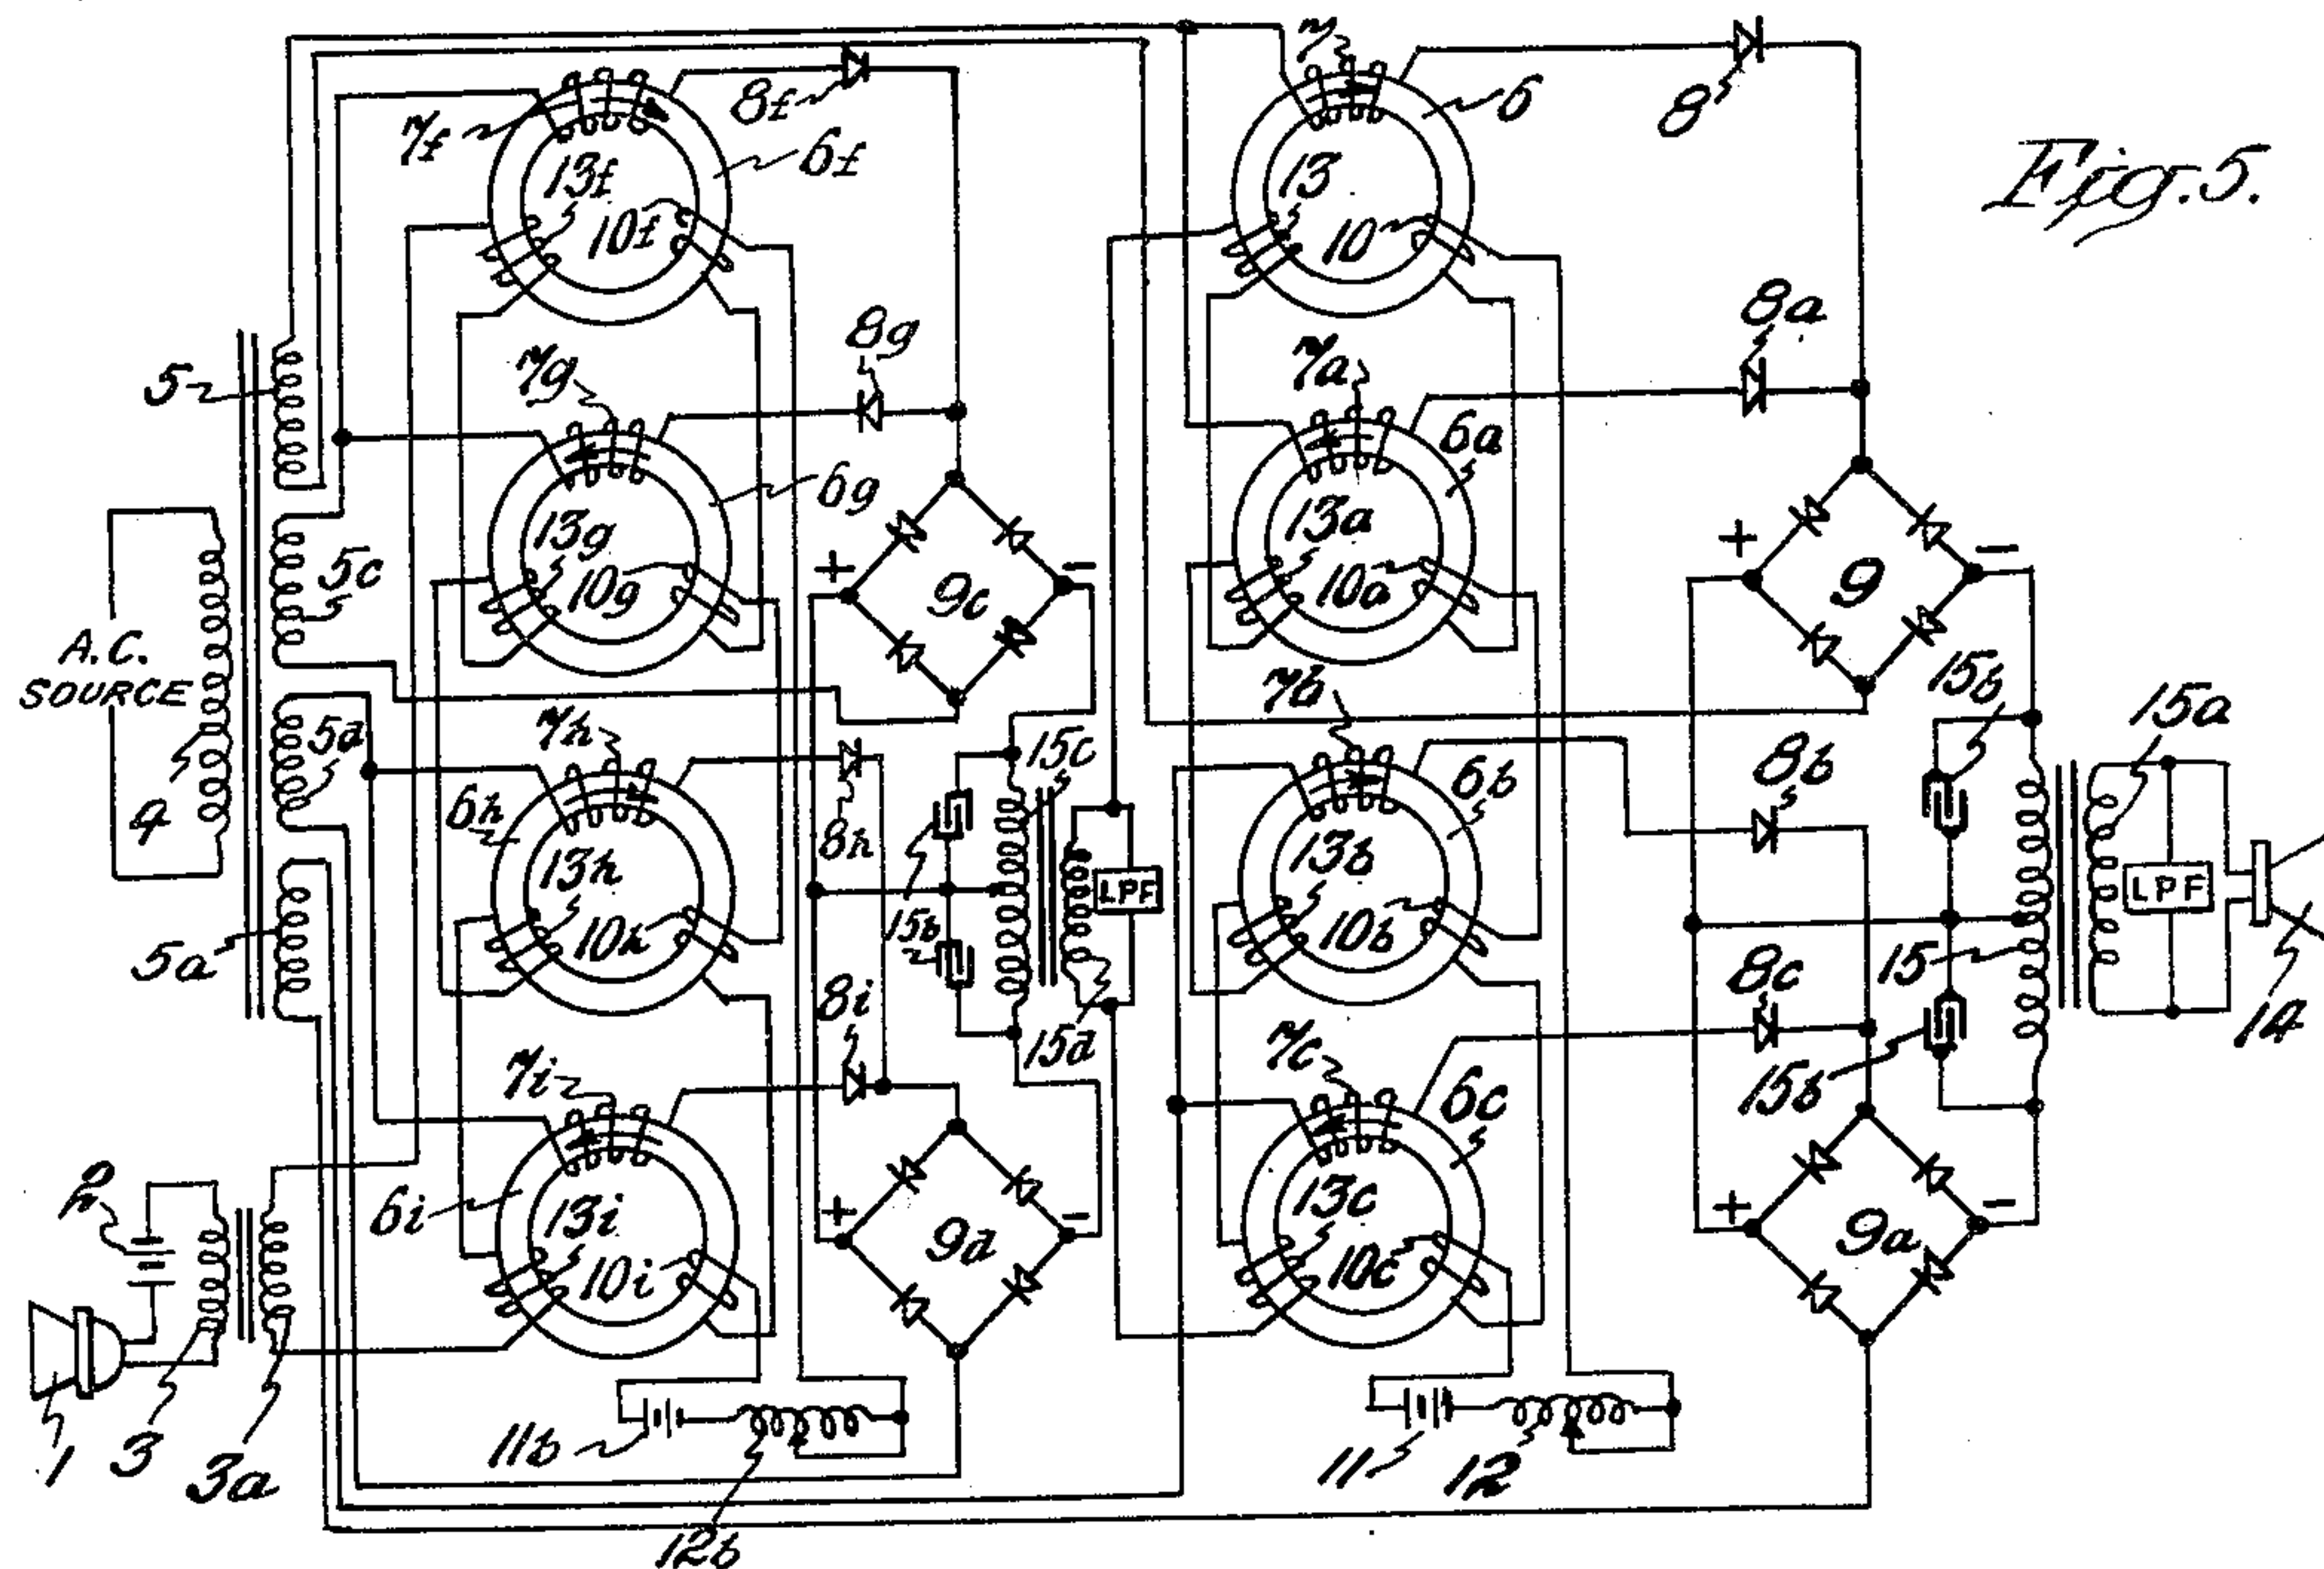 7
7f
8f
6f
8
6
Fig. 5.
13f
10f
13
10
5
7g
8g
7a
8a
6a
6g
13g
10g
13a
10a
5c
+
9c
−
+
9
−
A.C.
SOURCE
4
5d
7h
7b
15b
15a
15c
8b
6h
8h
6b
13h
10h
13b
10b
LPF
LPF
5a
15b
15
8i
8c
15d
14
7i
7c
15b
6c
2
6i
13i
10i
+
9d
−
13c
10c
+
9a
−
1
3
3a
11b
12b
11
12